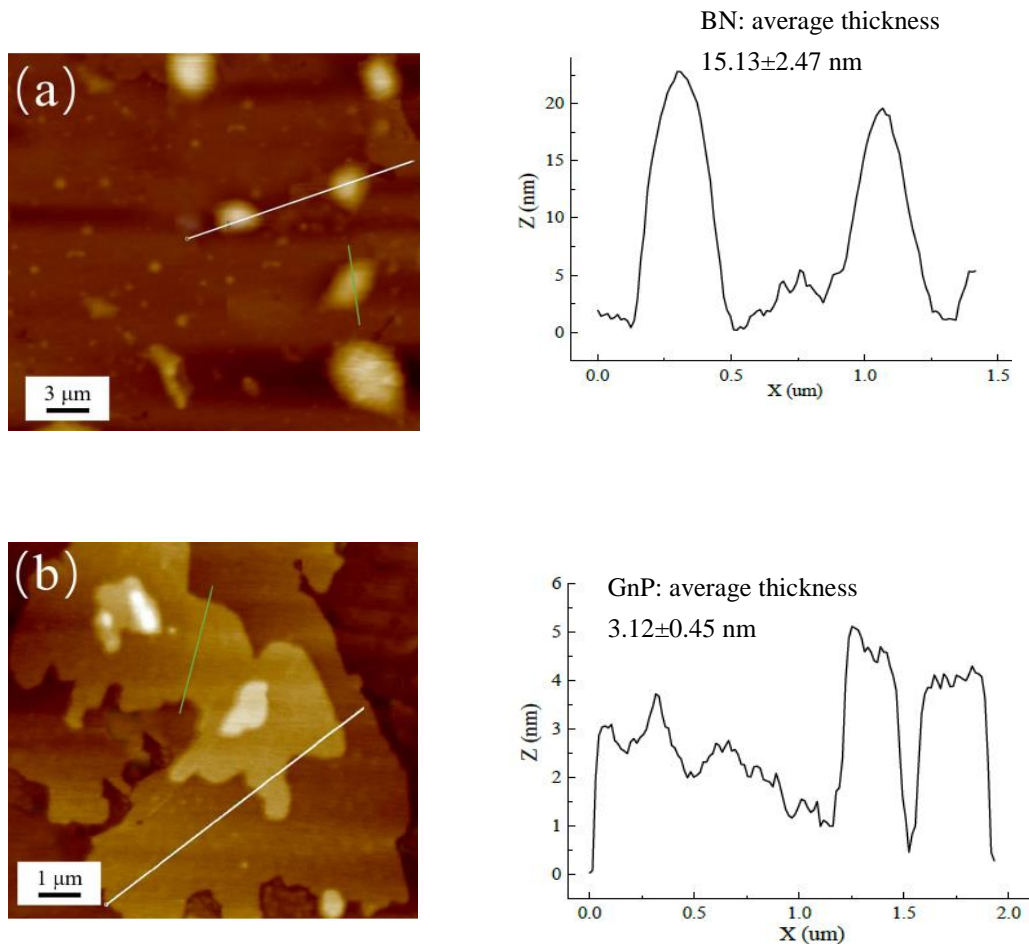 BN: average thickness
15.13±2.47 nm
(a)
3 μm
Z (nm)
20
15
10
5
0
0.0
0.5
1.0
1.5
X (um)
(b)
1 μm
GnP: average thickness
3.12±0.45 nm
Z (nm)
6
5
4
3
2
1
0
0.0
0.5
1.0
1.5
2.0
X (um)